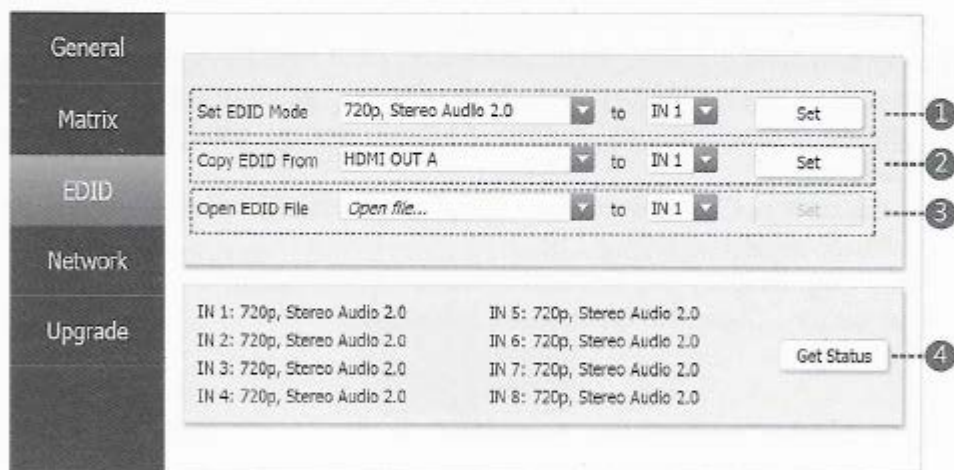 General
Matrix
EDID
Network
Upgrade
Set EDID Mode 720p, Stereo Audio 2.0 to IN 1 Set 1
Copy EDID From HDMI OUT A to IN 1 Set 2
Open EDID File Open file... to IN 1 Set 3
IN 1: 720p, Stereo Audio 2.0 IN 5: 720p, Stereo Audio 2.0
IN 2: 720p, Stereo Audio 2.0 IN 6: 720p, Stereo Audio 2.0
IN 3: 720p, Stereo Audio 2.0 IN 7: 720p, Stereo Audio 2.0
IN 4: 720p, Stereo Audio 2.0 IN 8: 720p, Stereo Audio 2.0
Get Status 4